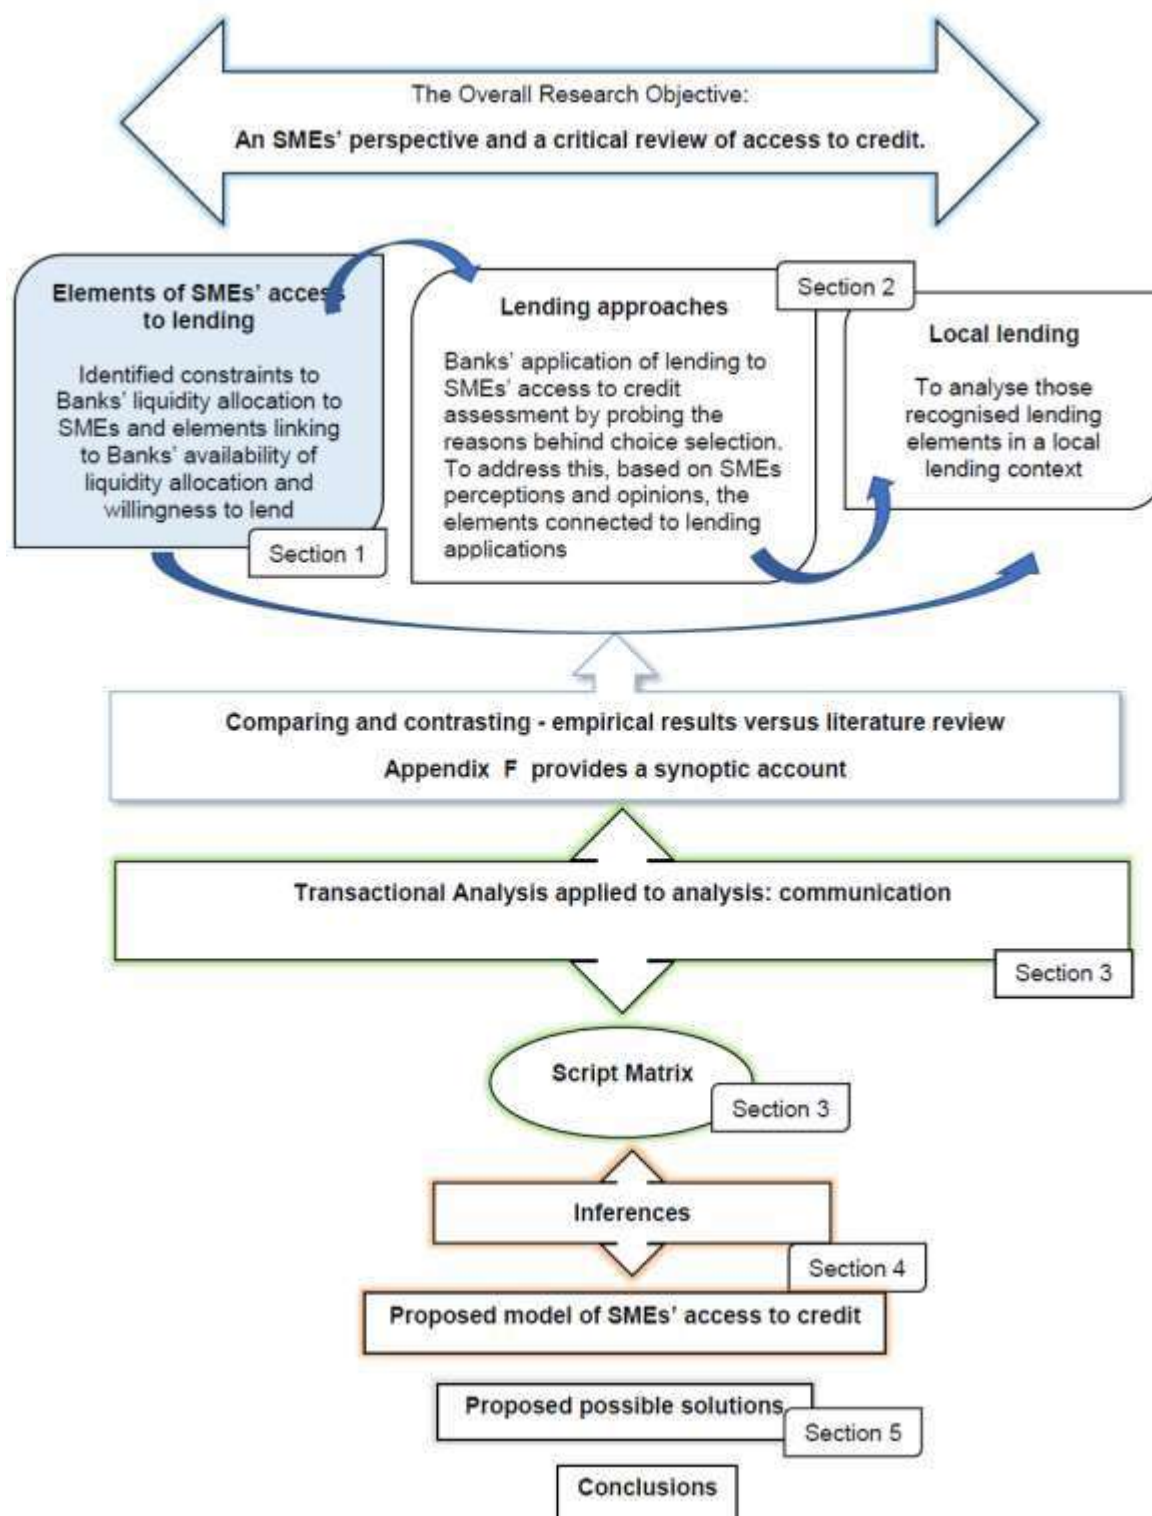 The Overall Research Objective:
An SMEs' perspective and a critical review of access to credit.
Elements of SMEs' access
to lending
Identified constraints to
Banks' liquidity allocation to
SMEs and elements linking
to Banks' availability of
liquidity allocation and
willingness to lend
Section 1
Lending approaches
Banks' application of lending to
SMEs' access to credit
assessment by probing the
reasons behind choice selection.
To address this, based on SMEs
perceptions and opinions, the
elements connected to lending
applications
Section 2
Local lending
To analyse those
recognised lending
elements in a local
lending context
Comparing and contrasting - empirical results versus literature review
Appendix F provides a synoptic account
Transactional Analysis applied to analysis: communication
Section 3
Script Matrix
Section 3
Inferences
Section 4
Proposed model of SMEs' access to credit
Proposed possible solutions
Section 5
Conclusions